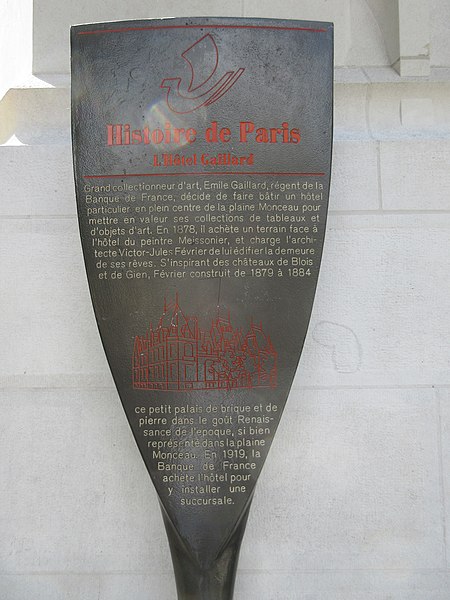 Histoire de Paris
L'Hôtel Gaillard
Grand collectionneur d'art, Emile Gaillard, régent de la
Banque de France, décide de faire bâtir un hôtel
particulier en plein centre de la plaine Monceau pour
mettre en valeur ses collections de tableaux et
d'objets d'art. En 1878, il achète un terrain face à
l'hôtel du peintre Meissonier, et charge l'archi-
tecte Victor-Jules Février de lui édifier la demeure
de ses rêves. S'inspirant des châteaux de Blois
et de Gien, Février construit de 1879 à 1884
ce petit palais de brique et de
pierre dans le goût Renais-
sance de l'époque, si bien
représenté dans la plaine
Monceau. En 1919, la
Banque de France
achète l'hôtel pour
y installer une
succursale.